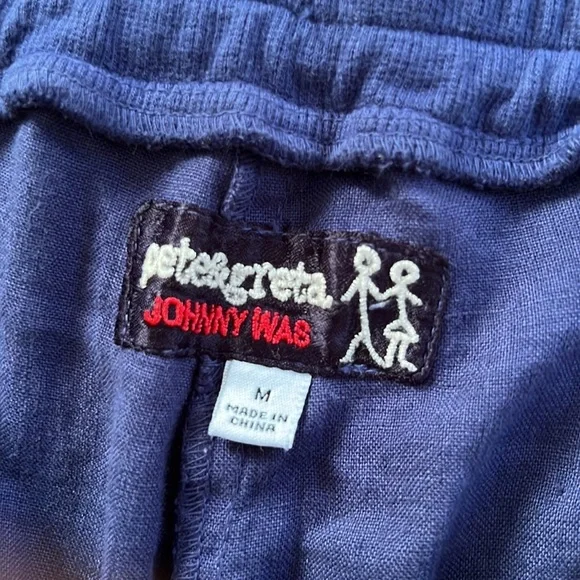 pete&greta.
JOHNNY WAS
M
MADE IN
CHINA